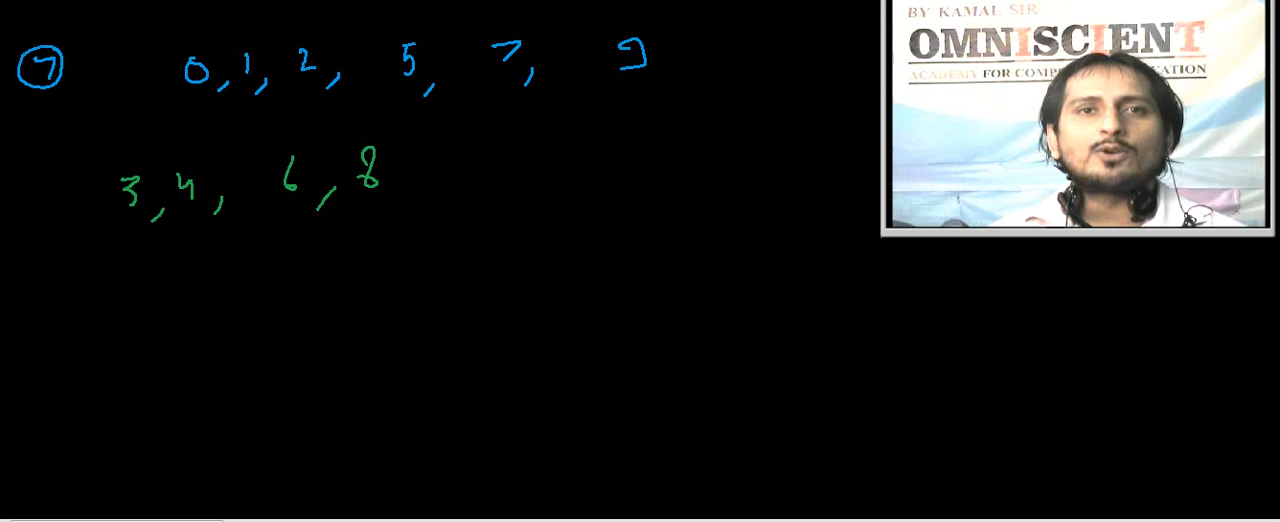 BY KAMAL SIR
OMNISCIENT
ACADEMY FOR COMP CATION
7 0, 1, 2, 5, 7, 9
3, 4, 6, 8